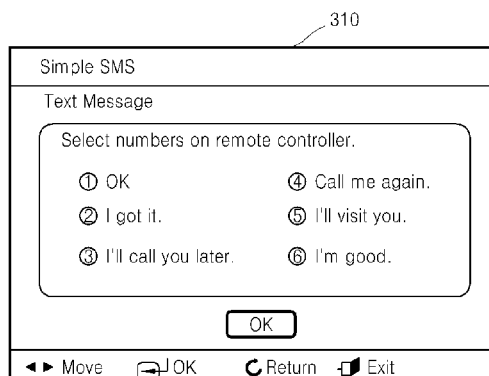 310
Simple SMS
Text Message
Select numbers on remote controller.
① OK ④ Call me again.
② I got it. ⑤ I'll visit you.
③ I'll call you later. ⑥ I'm good.
OK
◄ ► Move OK Return Exit